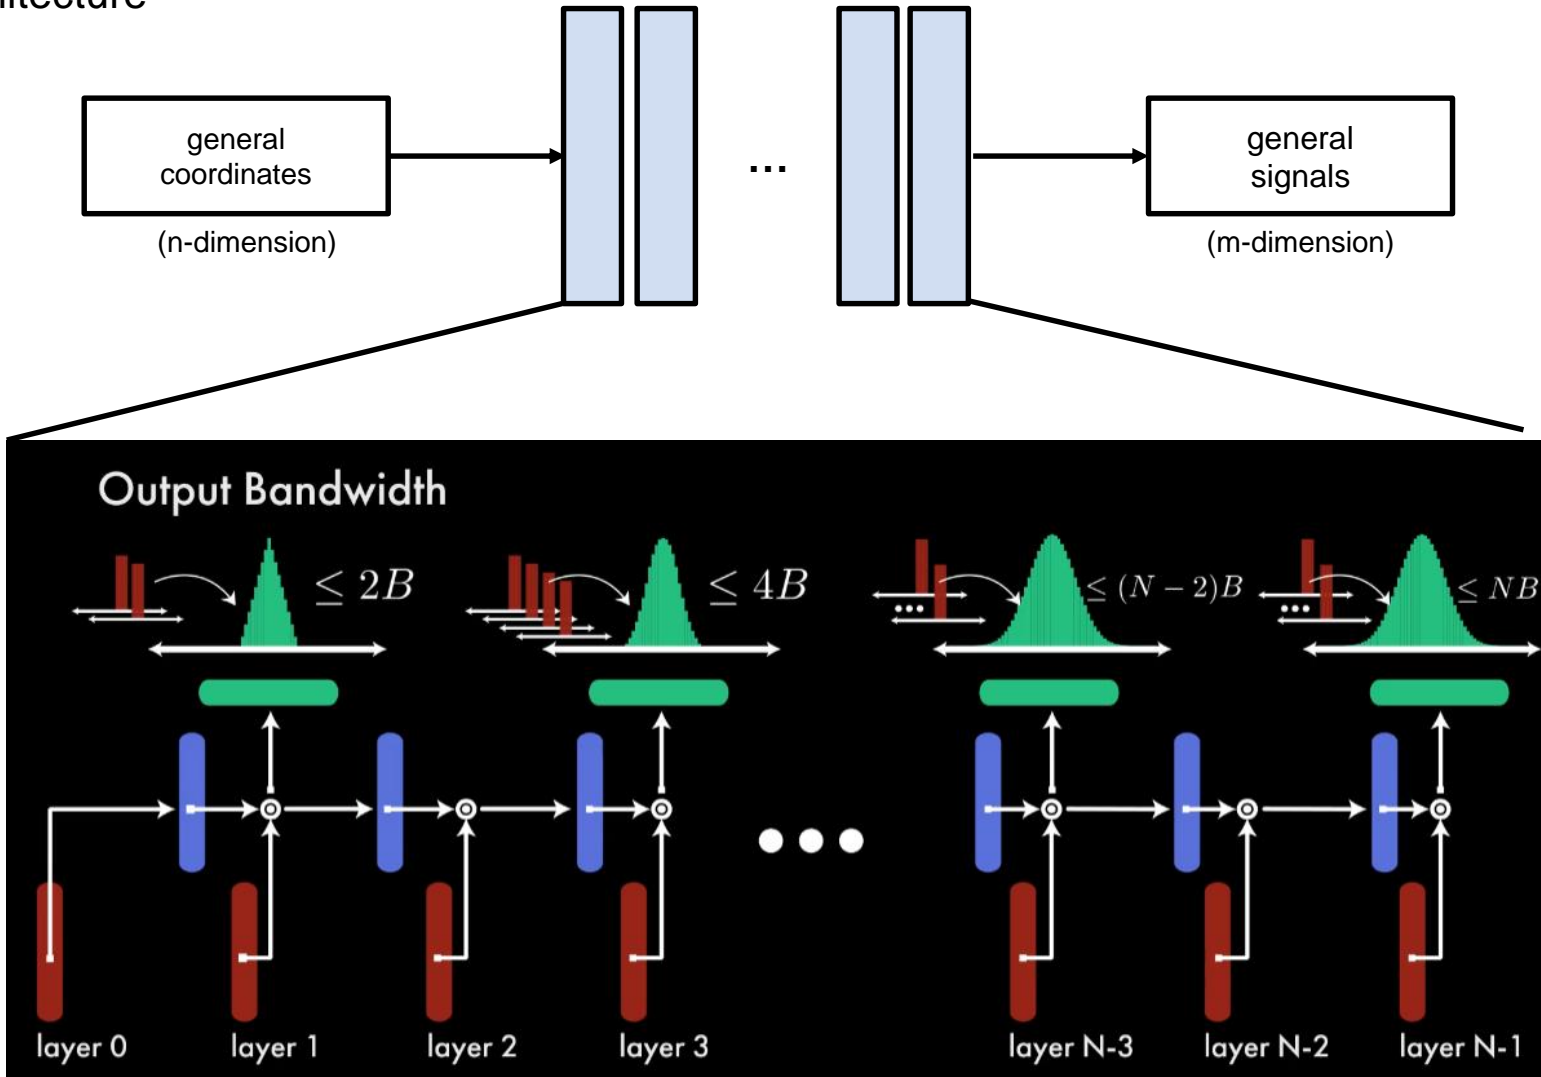 general
coordinates
(n-dimension)
...
general
signals
(m-dimension)
Output Bandwidth
≤ 2B
≤ 4B
≤ (N − 2)B
≤ NB
layer 0
layer 1
layer 2
layer 3
layer N-3
layer N-2
layer N-1